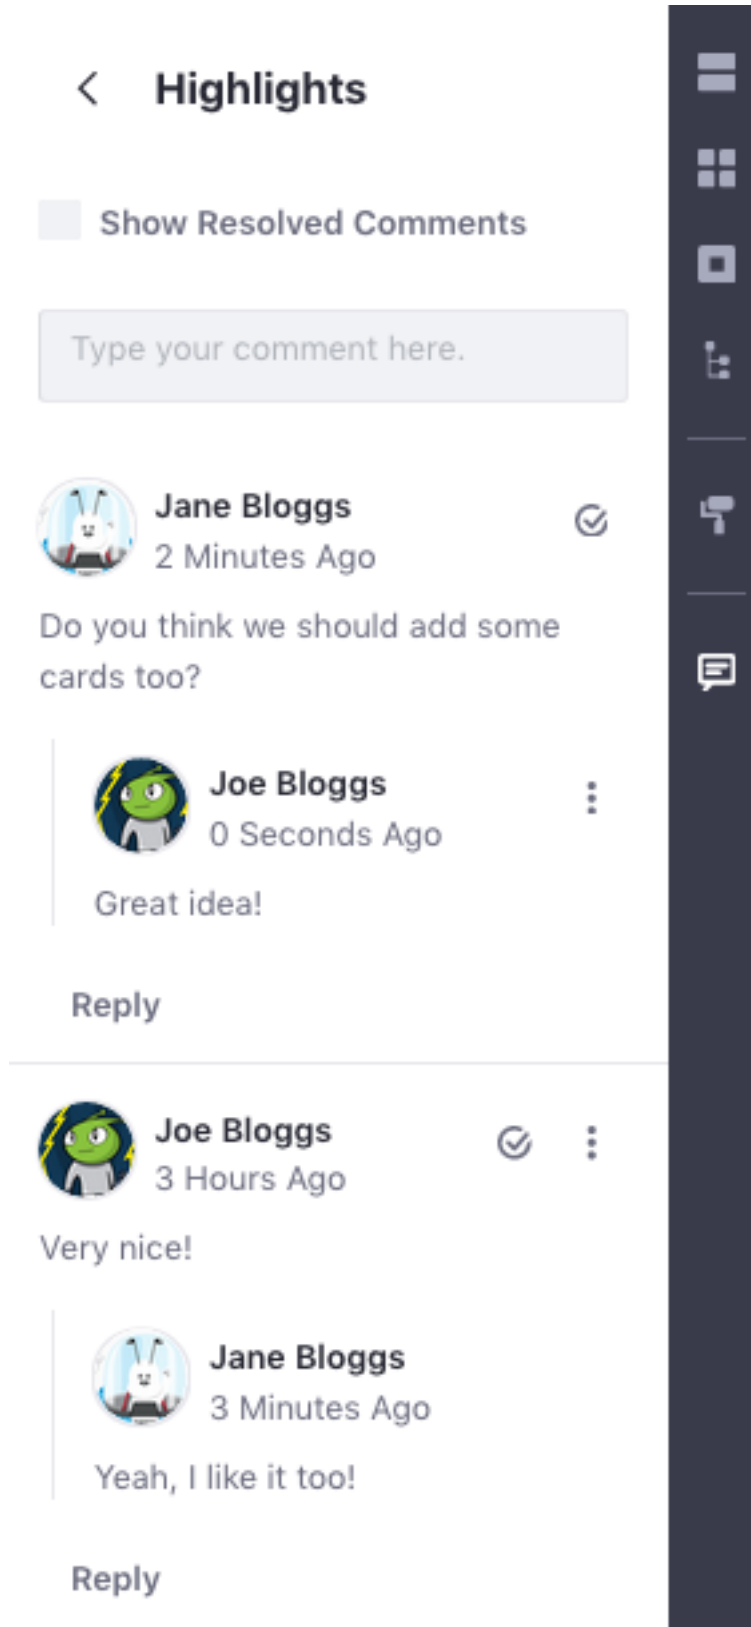 Highlights
Show Resolved Comments
Type your comment here.
Jane Bloggs
2 Minutes Ago
Do you think we should add some
cards too?
Joe Bloggs
0 Seconds Ago
Great idea!
Reply
Joe Bloggs
3 Hours Ago
Very nice!
Jane Bloggs
3 Minutes Ago
Yeah, I like it too!
Reply